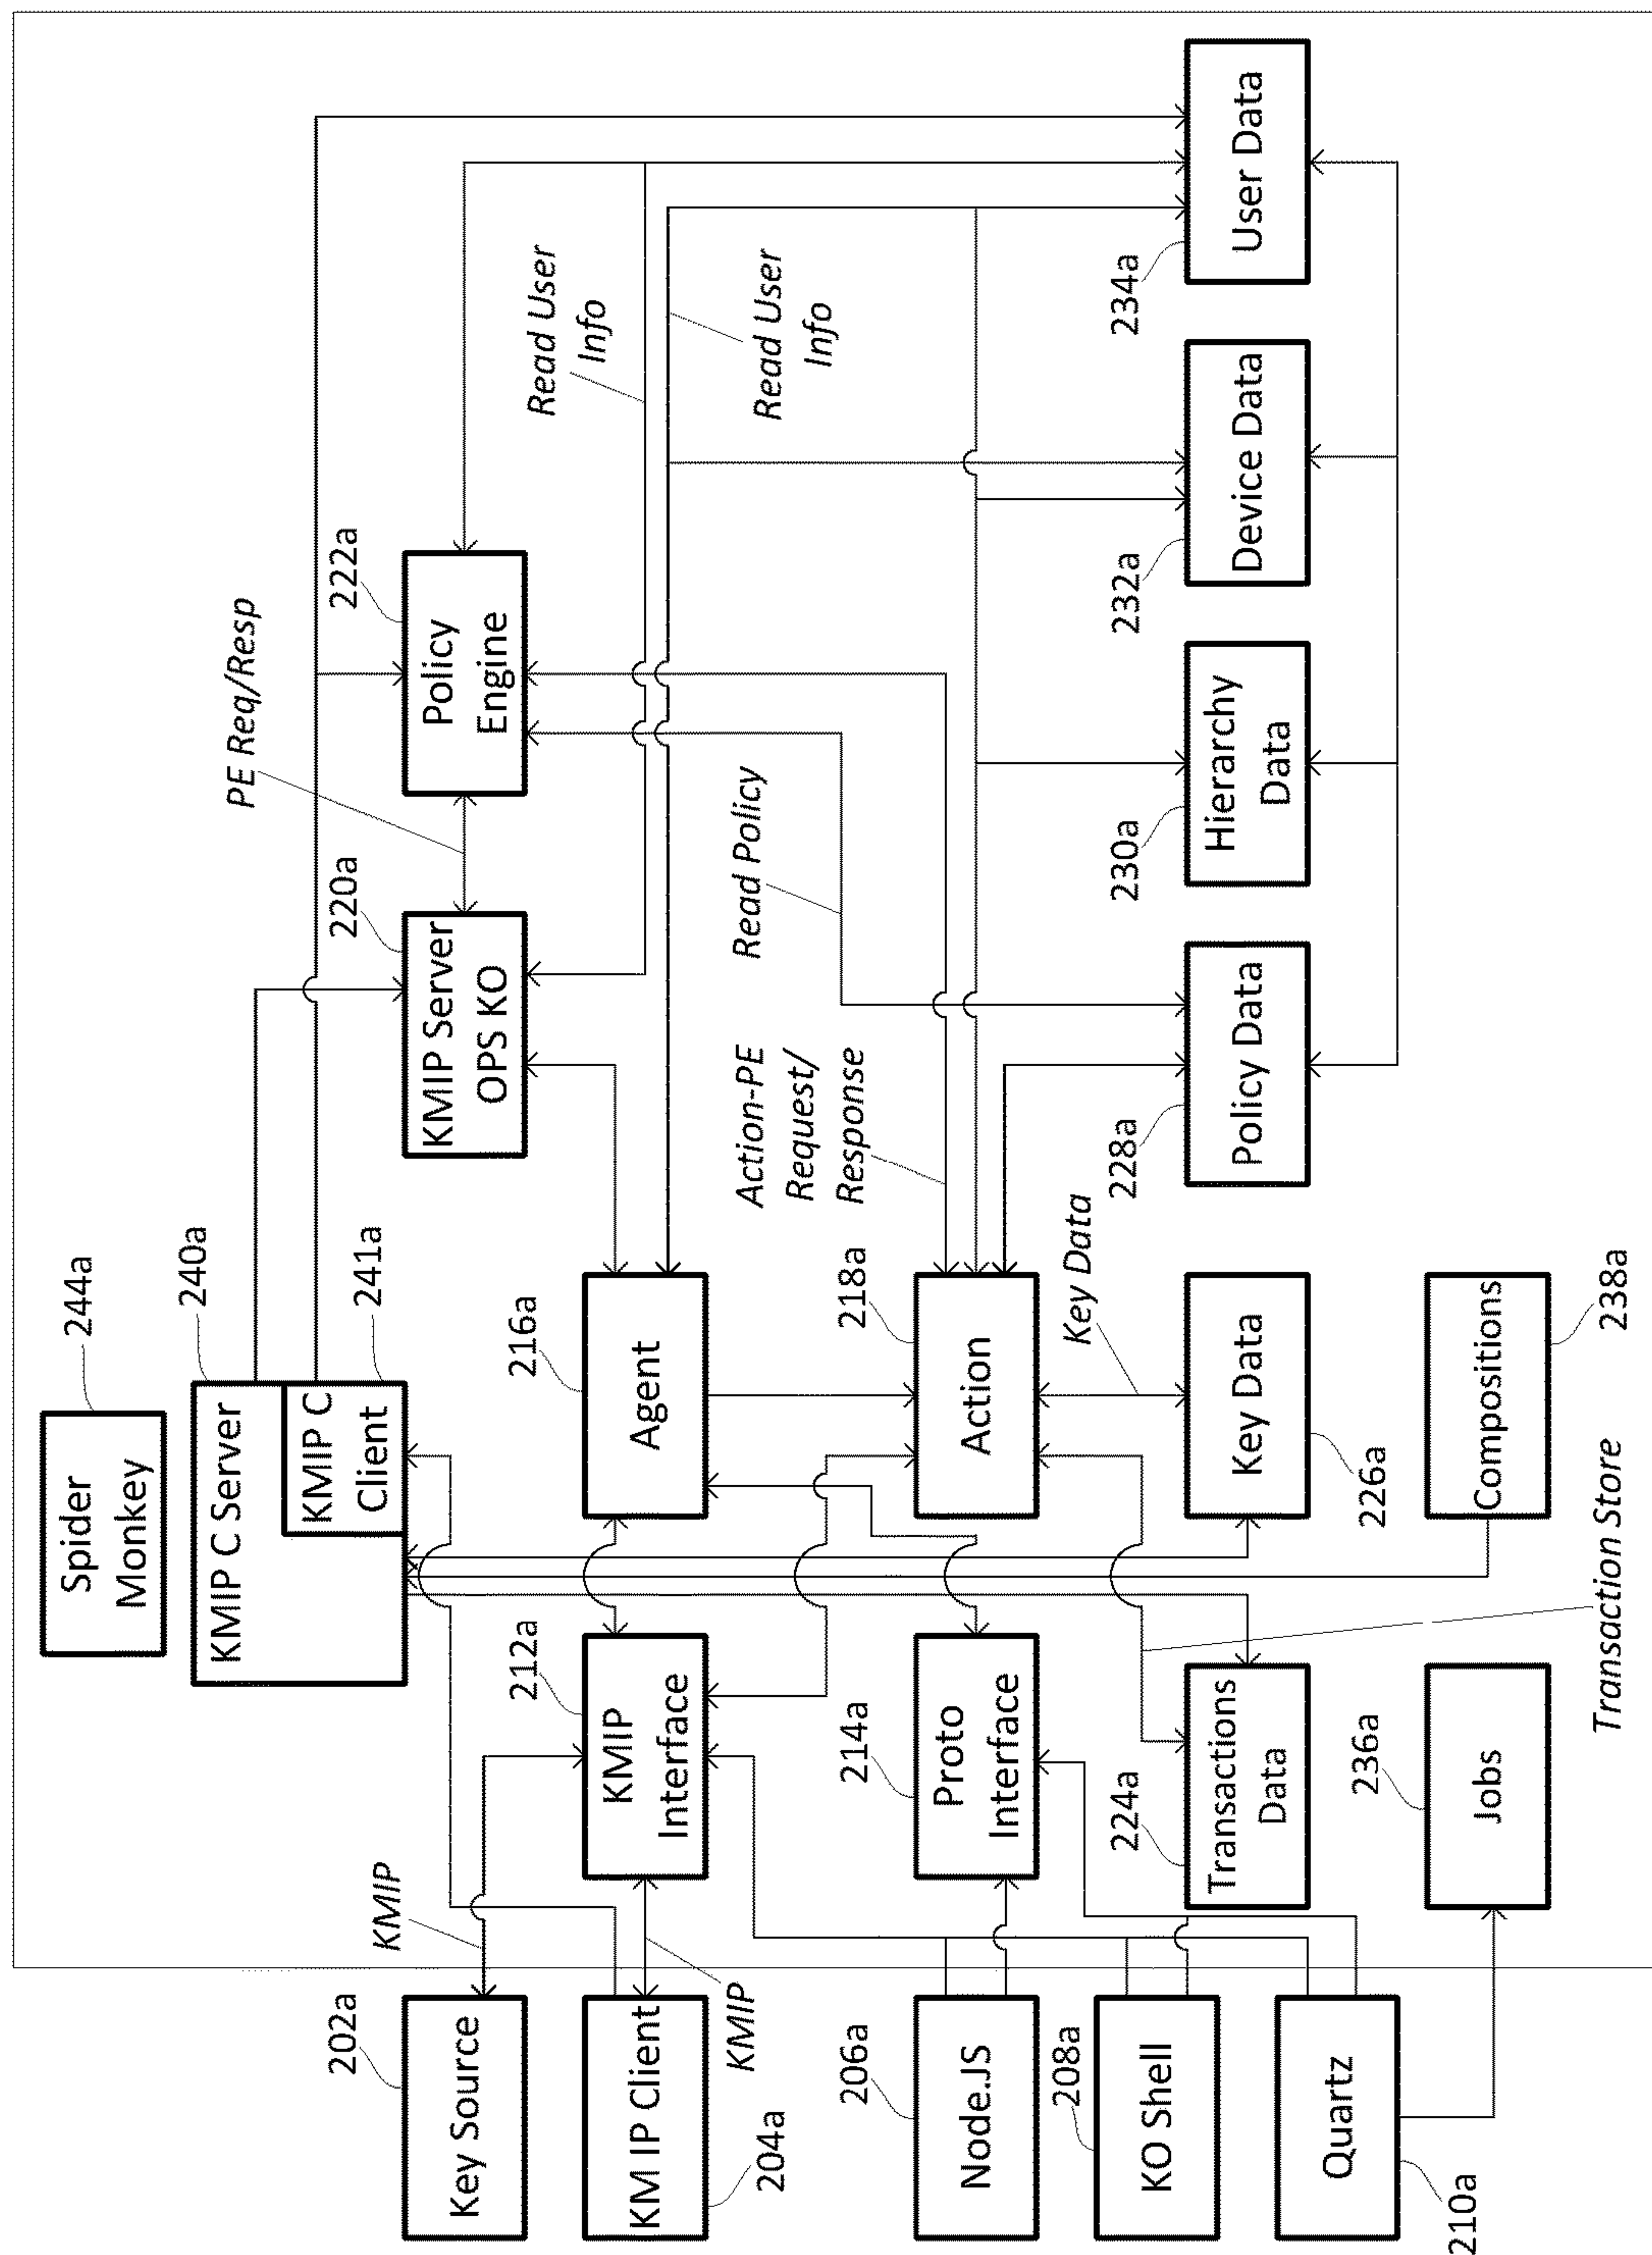 244a
Spider
Monkey
240a
KMIP C Server
241a
KMIP C
Client
PE Req/Resp
202a
Key Source
KMIP
220a
KMIP Server
OPS KO
222a
Policy
Engine
Read User
Info
KM IP Client
204a
KMIP
212a
KMIP
Interface
216a
Agent
Read User
Info
Read Policy
Action-PE
Request/
Response
206a
Node.JS
214a
Proto
Interface
218a
Action
Key Data
208a
KO Shell
224a
Transactions
Data
Key Data
226a
228a
Policy Data
230a
Hierarchy
Data
232a
Device Data
234a
User Data
Quartz
210a
236a
Jobs
Compositions
238a
Transaction Store